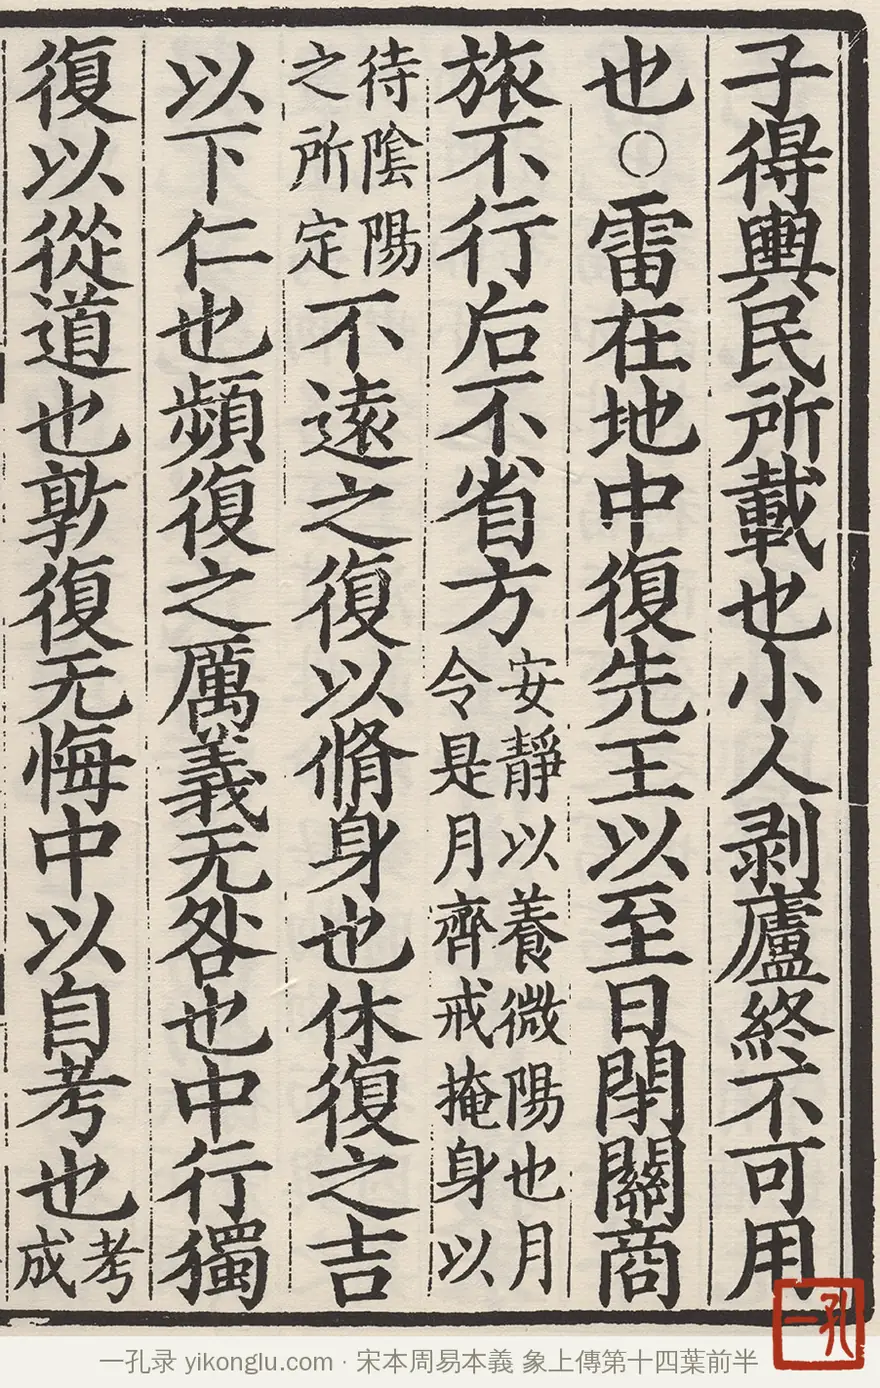 子得輿民所載也小人剥廬終不可用
也○雷在地中復先王以至日閉關商
旅不行后不省方安靜以養微陽也月令是月齊戒掩身以
待陰陽之所定不遠之復以脩身也休復之吉
以下仁也頻復之厲義无咎也中行獨
復以從道也敦復无悔中以自考也考成
一孔
一孔录 yikonglu.com · 宋本周易本義 象上傳第十四葉前半